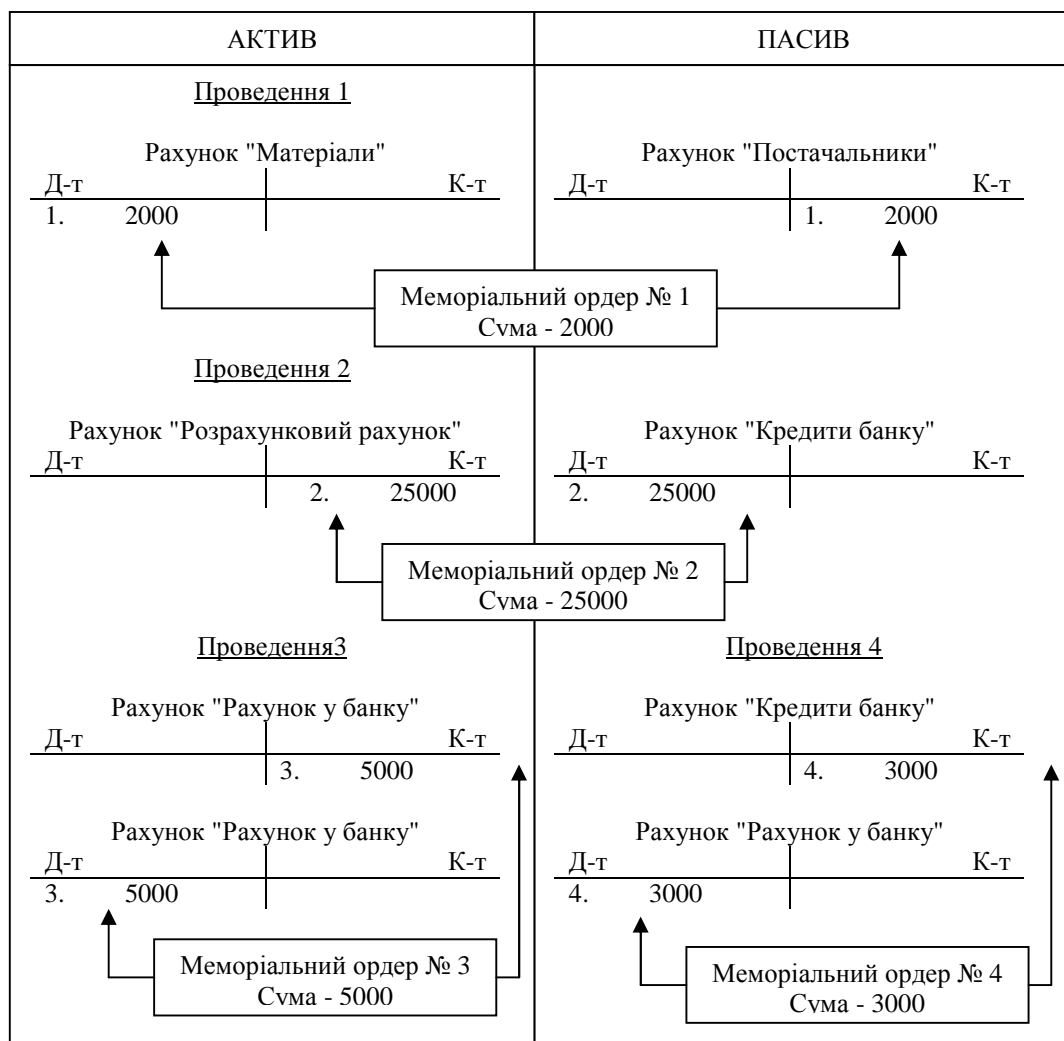 АКТИВ ПАСИВ
Проведення 1
Рахунок "Матеріали" Рахунок "Постачальники"
Д-т К-т Д-т К-т
1. 2000 1. 2000
Меморіальний ордер № 1
Сума - 2000
Проведення 2
Рахунок "Розрахунковий рахунок" Рахунок "Кредити банку"
Д-т К-т Д-т К-т
2. 25000 2. 25000
Меморіальний ордер № 2
Сума - 25000
Проведення3 Проведення 4
Рахунок "Рахунок у банку" Рахунок "Кредити банку"
Д-т К-т Д-т К-т
3. 5000 4. 3000
Рахунок "Рахунок у банку" Рахунок "Рахунок у банку"
Д-т К-т Д-т К-т
3. 5000 4. 3000
Меморіальний ордер № 3 Меморіальний ордер № 4
Сума - 5000 Сума - 3000